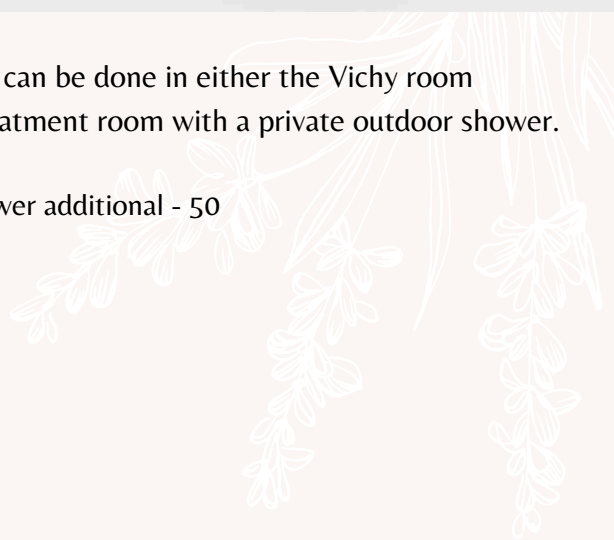 can be done in either the Vichy room
atment room with a private outdoor shower.
wer additional - 50